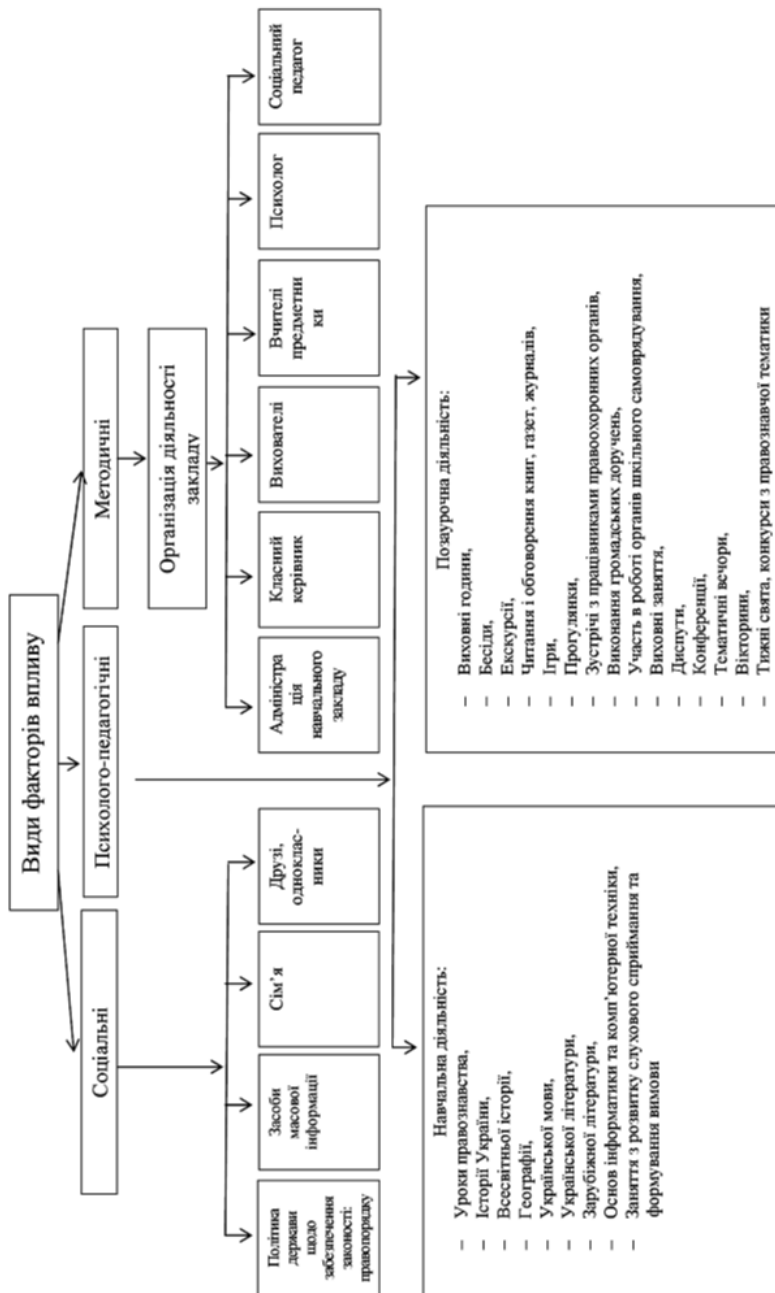 Види факторів впливу
Соціальні
Психолого-педагогічні
Методичні
Організація діяльності
закладу
Політика
держави
щодо
забезпечення
законості:
правопорядку
Засоби
масової
інформації
Сім’я
Друзі,
одноклас-
ники
Адміністра
ція
навчального
закладу
Класний
керівник
Вихователі
Вчителі
предметни
ки
Психолог
Соціальний
педагог
Навчальна діяльність:
– Уроки правознавства,
– Історії України,
– Всесвітньої історії,
– Географії,
– Української мови,
– Української літератури,
– Зарубіжної літератури,
– Основ інформатики та комп’ютерної техніки,
– Заняття з розвитку слухового сприймання та
формування вимови
Позаурочна діяльність:
– Виховні години,
– Бесіди,
– Екскурсії,
– Читання і обговорення книг, газет, журналів,
– Ігри,
– Прогулянки,
– Зустрічі з працівниками правоохоронних органів,
– Виконання громадських доручень,
– Участь в роботі органів шкільного самоврядування,
– Виховні заняття,
– Диспути,
– Конференції,
– Тематичні вечори,
– Вікторини,
– Тижні свята, конкурси з правознавчої тематики